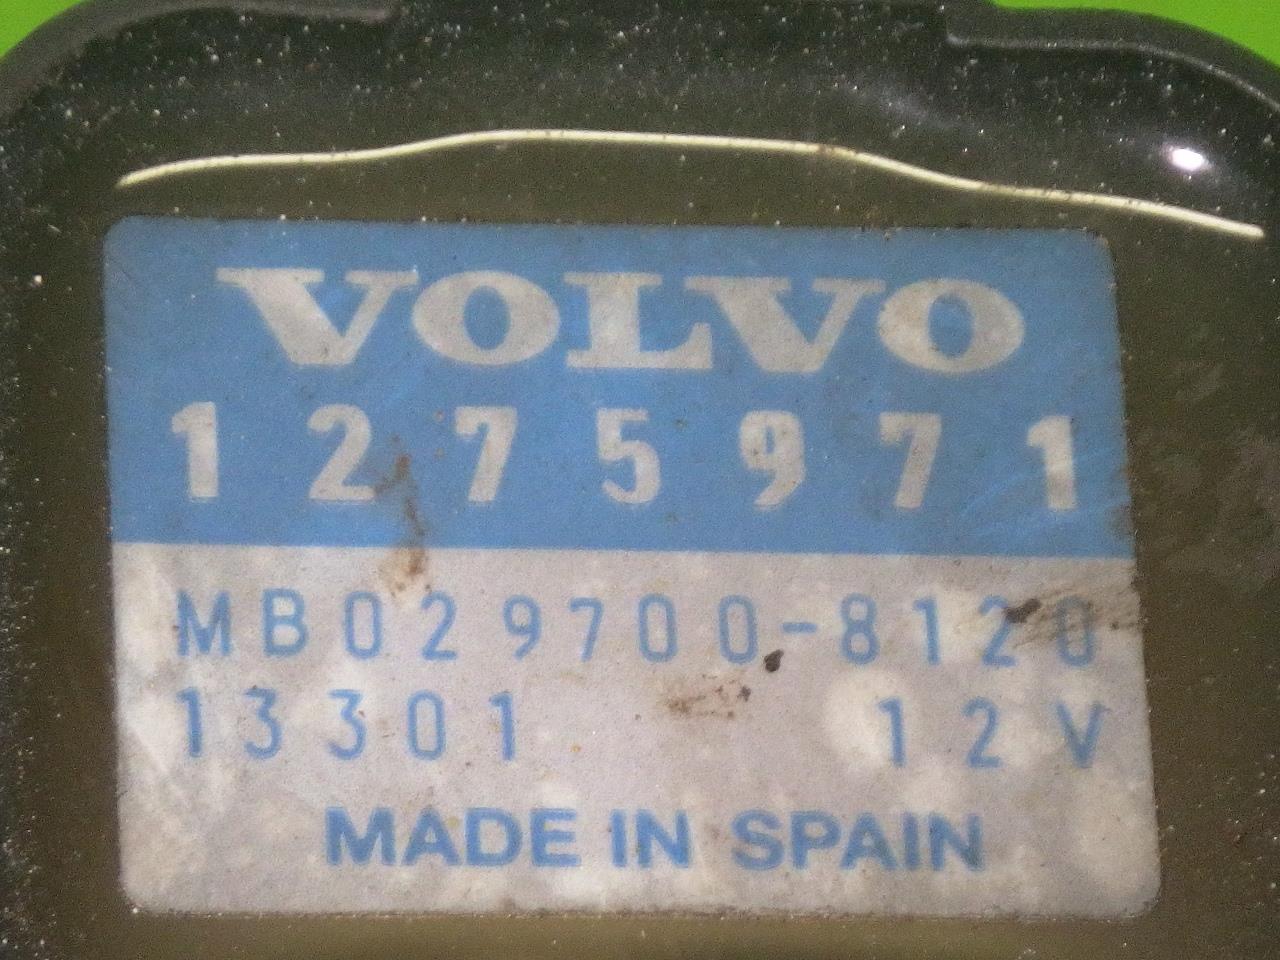 VOLVO
1275971
MB029700-8120
13301 12V
MADE IN SPAIN